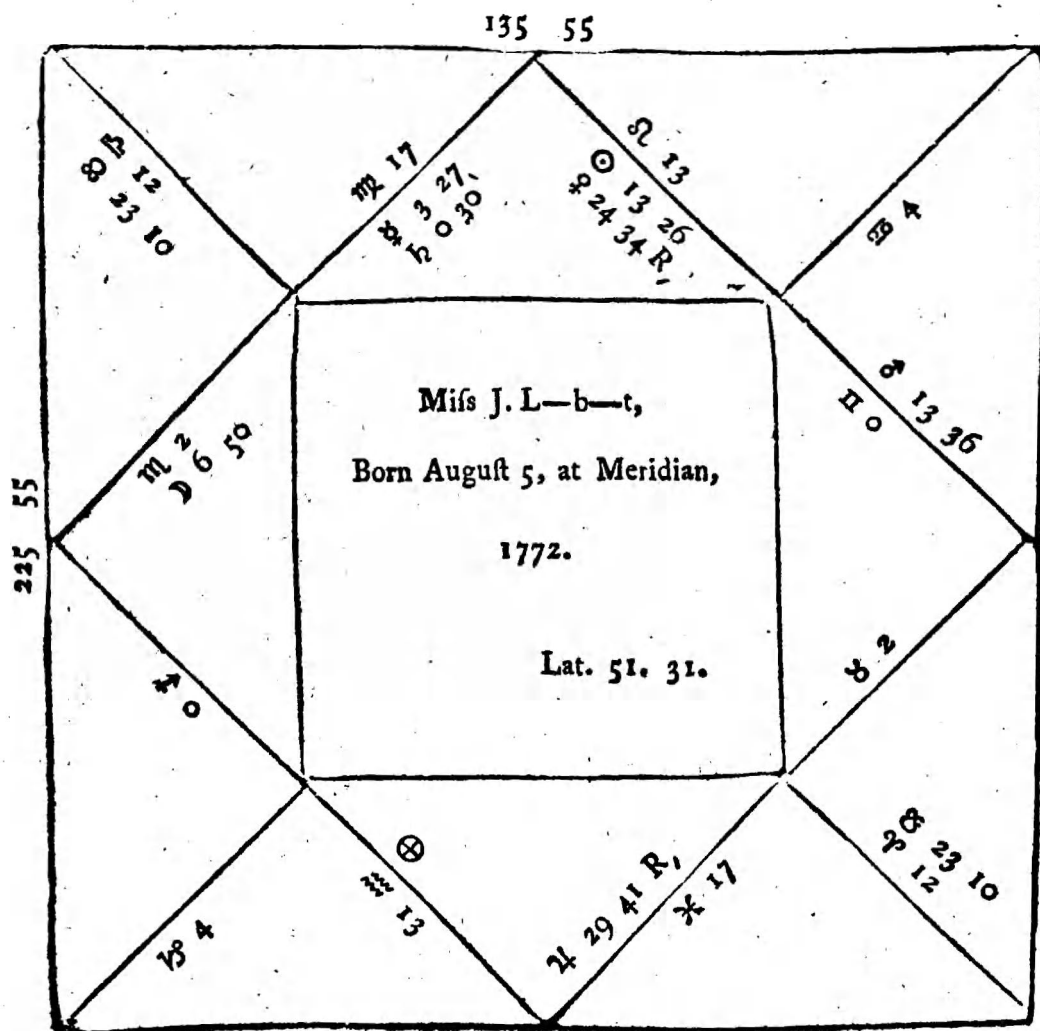 135 55
♍ 17
☿ 3 27,
♄ 0 30
♌ 13
☉ 13 26
♀ 24 34 R,
♎ 12
☋ 23 10
♋ 4
♂ 13 36
♊ 0
Miſs J. L—b—t,
Born Auguſt 5, at Meridian,
1772.
Lat. 51. 31.
♏ 2
☽ 6 50
225 55
♐ 0
♉ 2
♑ 4
⊗
♒ 13
♃ 29 41 R,
♓ 17
☊ 23 10
♈ 12